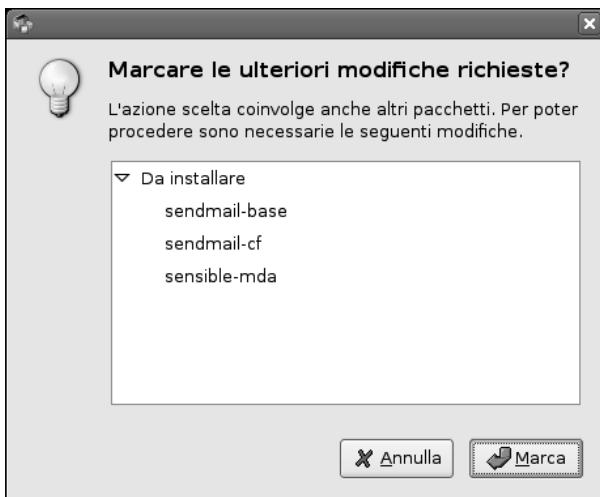 Marcare le ulteriori modifiche richieste?
L'azione scelta coinvolge anche altri pacchetti. Per poter
procedere sono necessarie le seguenti modifiche.
Da installare
sendmail-base
sendmail-cf
sensible-mda
Annulla
Marca